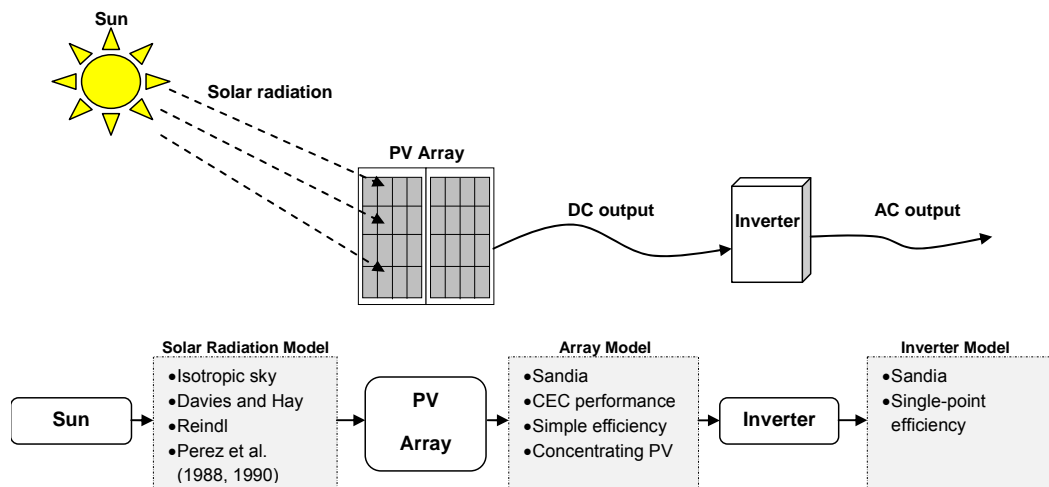 Sun
Solar radiation
PV Array
DC output
Inverter
AC output
Solar Radiation Model
•Isotropic sky
•Davies and Hay
•Reindl
•Perez et al.
(1988, 1990)
Array Model
•Sandia
•CEC performance
•Simple efficiency
•Concentrating PV
Inverter Model
•Sandia
•Single-point
efficiency
Sun
PV
Array
Inverter